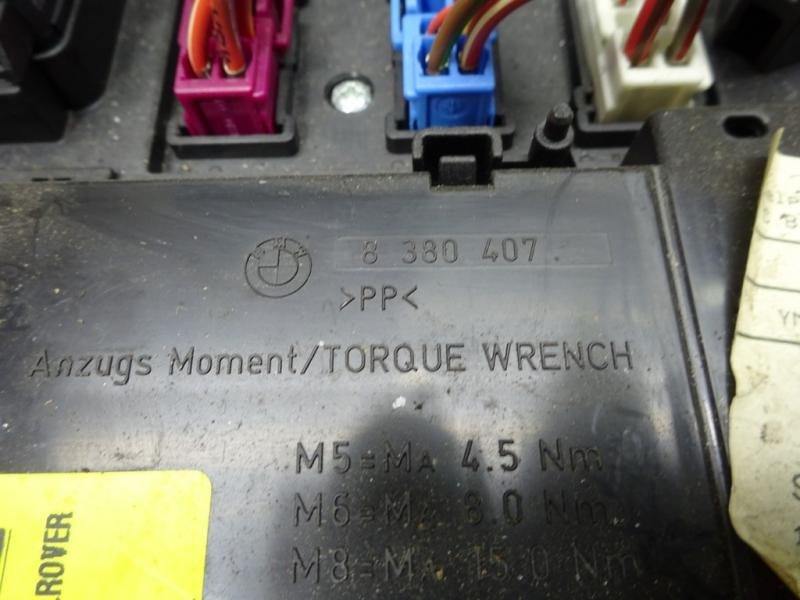 8 380 407
>PP<
Anzugs Moment/TORQUE WRENCH
M5=MA 4.5 Nm
M6=MA 8.0 Nm
M8=MA 15.0 Nm
ROVER